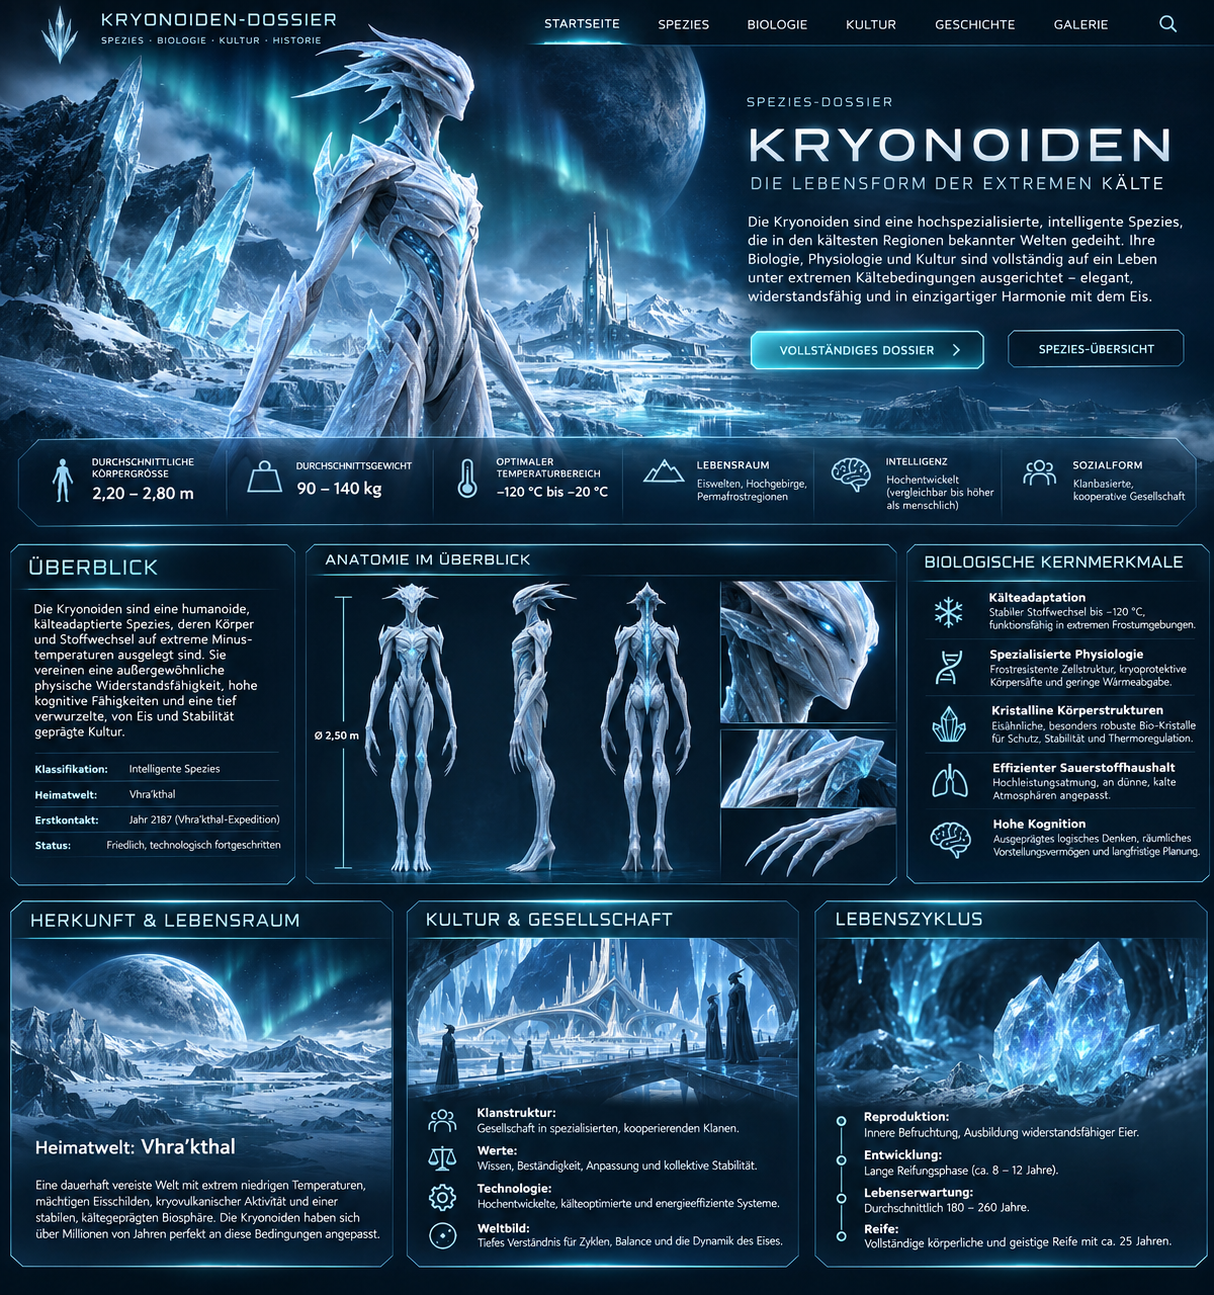 KRYONOIDEN-DOSSIER
SPEZIES · BIOLOGIE · KULTUR · HISTORIE
STARTSEITE
SPEZIES
BIOLOGIE
KULTUR
GESCHICHTE
GALERIE
SPEZIES-DOSSIER
KRYONOIDEN
DIE LEBENSFORM DER EXTREMEN KÄLTE
Die Kryonoiden sind eine hochspezialisierte, intelligente Spezies,
die in den kältesten Regionen bekannter Welten gedeiht. Ihre
Biologie, Physiologie und Kultur sind vollständig auf ein Leben
unter extremen Kältebedingungen ausgerichtet – elegant,
widerstandsfähig und in einzigartiger Harmonie mit dem Eis.
VOLLSTÄNDIGES DOSSIER
SPEZIES-ÜBERSICHT
DURCHSCHNITTLICHE
KÖRPERGRÖSSE
2,20 – 2,80 m
DURCHSCHNITTSGEWICHT
90 – 140 kg
OPTIMALER
TEMPERATURBEREICH
–120 °C bis –20 °C
LEBENSRAUM
Eiswelten, Hochgebirge,
Permafrostregionen
INTELLIGENZ
Hochentwickelt
(vergleichbar bis höher
als menschlich)
SOZIALFORM
Klanbasierte,
kooperative Gesellschaft
ÜBERBLICK
Die Kryonoiden sind eine humanoide,
kälteadaptierte Spezies, deren Körper
und Stoffwechsel auf extreme Minus-
temperaturen ausgelegt sind. Sie
vereinen eine außergewöhnliche
physische Widerstandsfähigkeit, hohe
kognitive Fähigkeiten und eine tief
verwurzelte, von Eis und Stabilität
geprägte Kultur.
Klassifikation: Intelligente Spezies
Heimatwelt: Vhra'kthal
Erstkontakt: Jahr 2187 (Vhra'kthal-Expedition)
Status: Friedlich, technologisch fortgeschritten
ANATOMIE IM ÜBERBLICK
Ø 2,50 m
BIOLOGISCHE KERNMERKMALE
Kälteadaptation
Stabiler Stoffwechsel bis –120 °C,
funktionsfähig in extremen Frostumgebungen.
Spezialisierte Physiologie
Frostresistente Zellstruktur, kryoprotektive
Körpersäfte und geringe Wärmeabgabe.
Kristalline Körperstrukturen
Eisähnliche, besonders robuste Bio-Kristalle
für Schutz, Stabilität und Thermoregulation.
Effizienter Sauerstoffhaushalt
Hochleistungsatmung, an dünne, kalte
Atmosphären angepasst.
Hohe Kognition
Ausgeprägtes logisches Denken, räumliches
Vorstellungsvermögen und langfristige Planung.
HERKUNFT & LEBENSRAUM
Heimatwelt: Vhra'kthal
Eine dauerhaft vereiste Welt mit extrem niedrigen Temperaturen,
mächtigen Eisschilden, kryovulkanischer Aktivität und einer
stabilen, kältegeprägten Biosphäre. Die Kryonoiden haben sich
über Millionen von Jahren perfekt an diese Bedingungen angepasst.
KULTUR & GESELLSCHAFT
Klanstruktur:
Gesellschaft in spezialisierten, kooperierenden Klanen.
Werte:
Wissen, Beständigkeit, Anpassung und kollektive Stabilität.
Technologie:
Hochentwickelte, kälteoptimierte und energieeffiziente Systeme.
Weltbild:
Tiefes Verständnis für Zyklen, Balance und die Dynamik des Eises.
LEBENSZYKLUS
Reproduktion:
Innere Befruchtung, Ausbildung widerstandsfähiger Eier.
Entwicklung:
Lange Reifungsphase (ca. 8 – 12 Jahre).
Lebenserwartung:
Durchschnittlich 180 – 260 Jahre.
Reife:
Vollständige körperliche und geistige Reife mit ca. 25 Jahren.